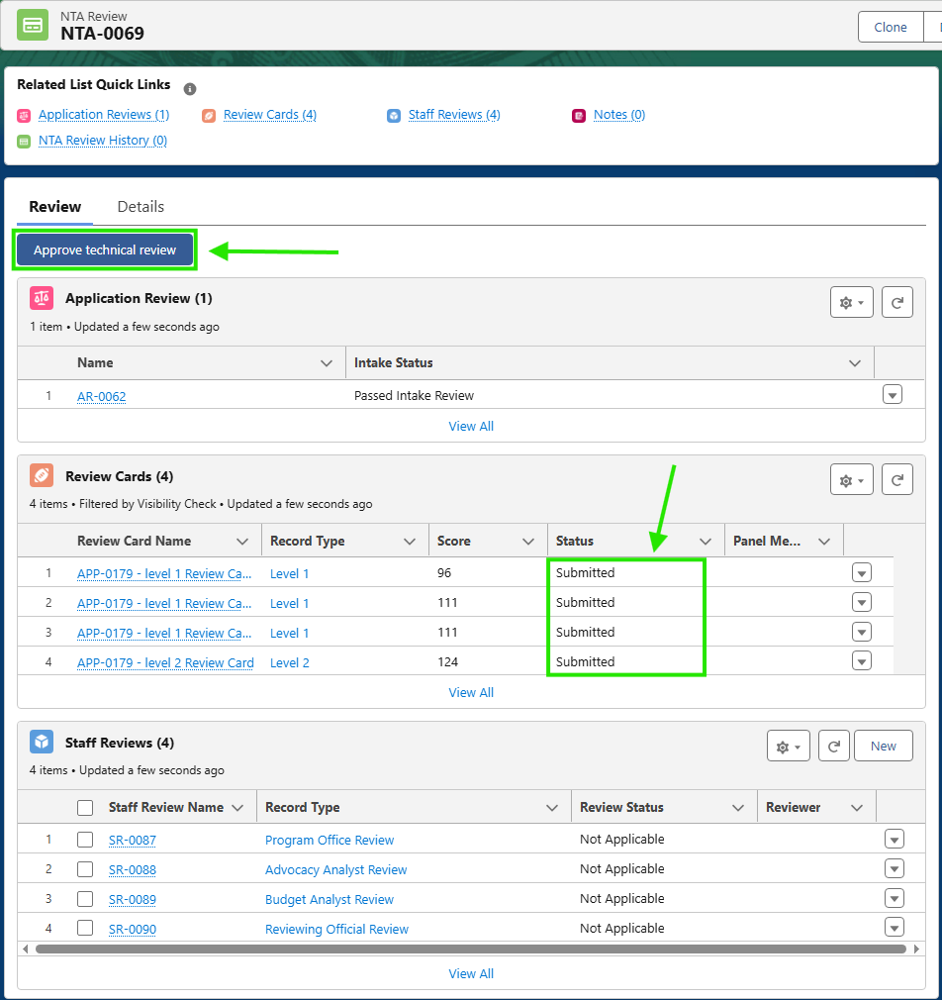 NTA Review
NTA-0069
Clone
Related List Quick Links
Application Reviews (1) Review Cards (4) Staff Reviews (4) Notes (0)
NTA Review History (0)
Review Details
Approve technical review
Application Review (1)
1 item • Updated a few seconds ago
Name Intake Status
1 AR-0062 Passed Intake Review
View All
Review Cards (4)
4 items • Filtered by Visibility Check • Updated a few seconds ago
Review Card Name Record Type Score Status Panel Me...
1 APP-0179 - level 1 Review Ca... Level 1 96 Submitted
2 APP-0179 - level 1 Review Ca... Level 1 111 Submitted
3 APP-0179 - level 1 Review Ca... Level 1 111 Submitted
4 APP-0179 - level 2 Review Card Level 2 124 Submitted
View All
Staff Reviews (4)
New
4 items • Updated a few seconds ago
Staff Review Name Record Type Review Status Reviewer
1 SR-0087 Program Office Review Not Applicable
2 SR-0088 Advocacy Analyst Review Not Applicable
3 SR-0089 Budget Analyst Review Not Applicable
4 SR-0090 Reviewing Official Review Not Applicable
View All